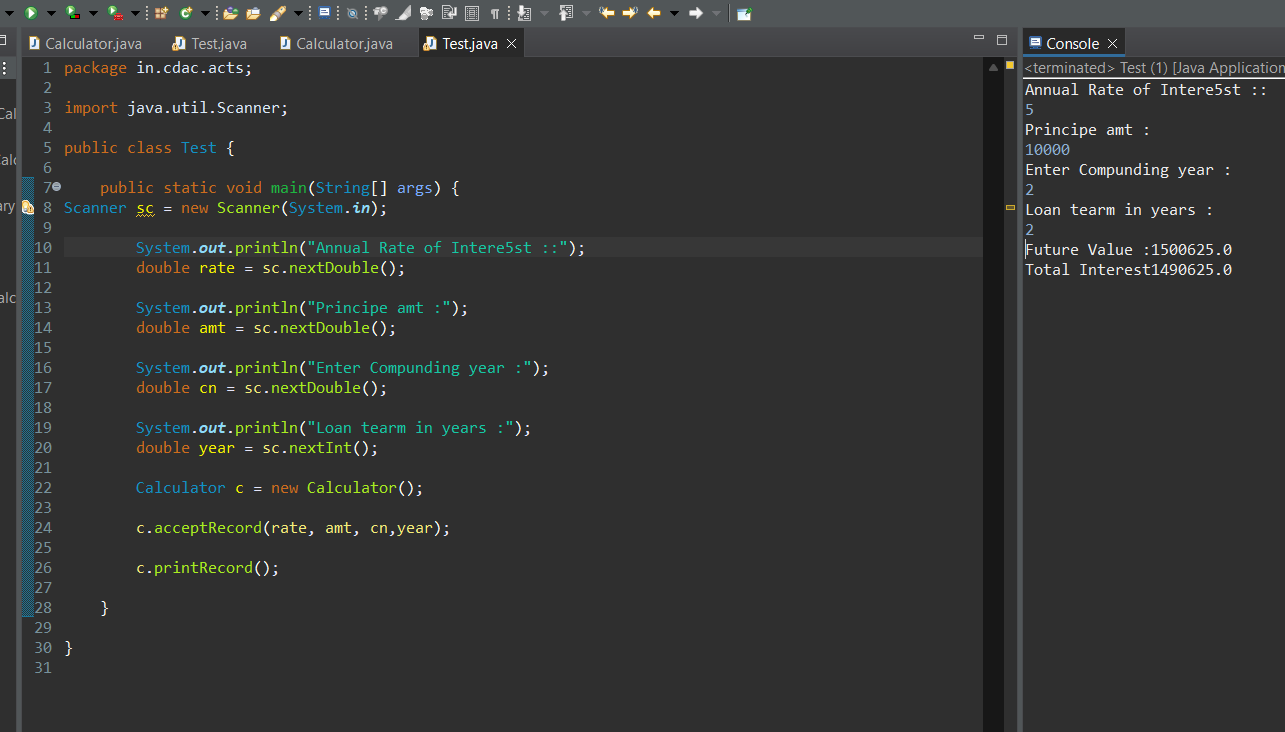 Calculator.java
Test.java
Calculator.java
Test.java
1 package in.cdac.acts;
2
3 import java.util.Scanner;
4
5 public class Test {
6
7 public static void main(String[] args) {
8 Scanner sc = new Scanner(System.in);
9
10 System.out.println("Annual Rate of Intere5st ::");
11 double rate = sc.nextDouble();
12
13 System.out.println("Principe amt :");
14 double amt = sc.nextDouble();
15
16 System.out.println("Enter Compunding year :");
17 double cn = sc.nextDouble();
18
19 System.out.println("Loan tearm in years :");
20 double year = sc.nextInt();
21
22 Calculator c = new Calculator();
23
24 c.acceptRecord(rate, amt, cn,year);
25
26 c.printRecord();
27
28 }
29
30 }
31
Console
<terminated> Test (1) [Java Application
Annual Rate of Intere5st ::
5
Principe amt :
10000
Enter Compunding year :
2
Loan tearm in years :
2
Future Value :1500625.0
Total Interest1490625.0